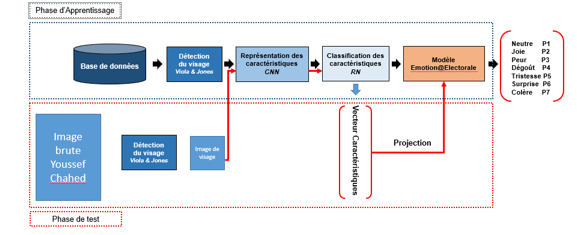 Phase d'Apprentissage
Base de données
Détection
du visage
Viola & Jones
Représentation des
caractéristiques
CNN
Classification des
caractéristiques
RN
Modèle
Emotion@Electorale
Neutre P1
Joie P2
Peur P3
Dégoût P4
Tristesse P5
Surprise P6
Colère P7
Image
brute
Youssef
Chahed
Détection
du visage
Viola & Jones
Image de
visage
Vecteur Caractéristiques
Projection
Phase de test